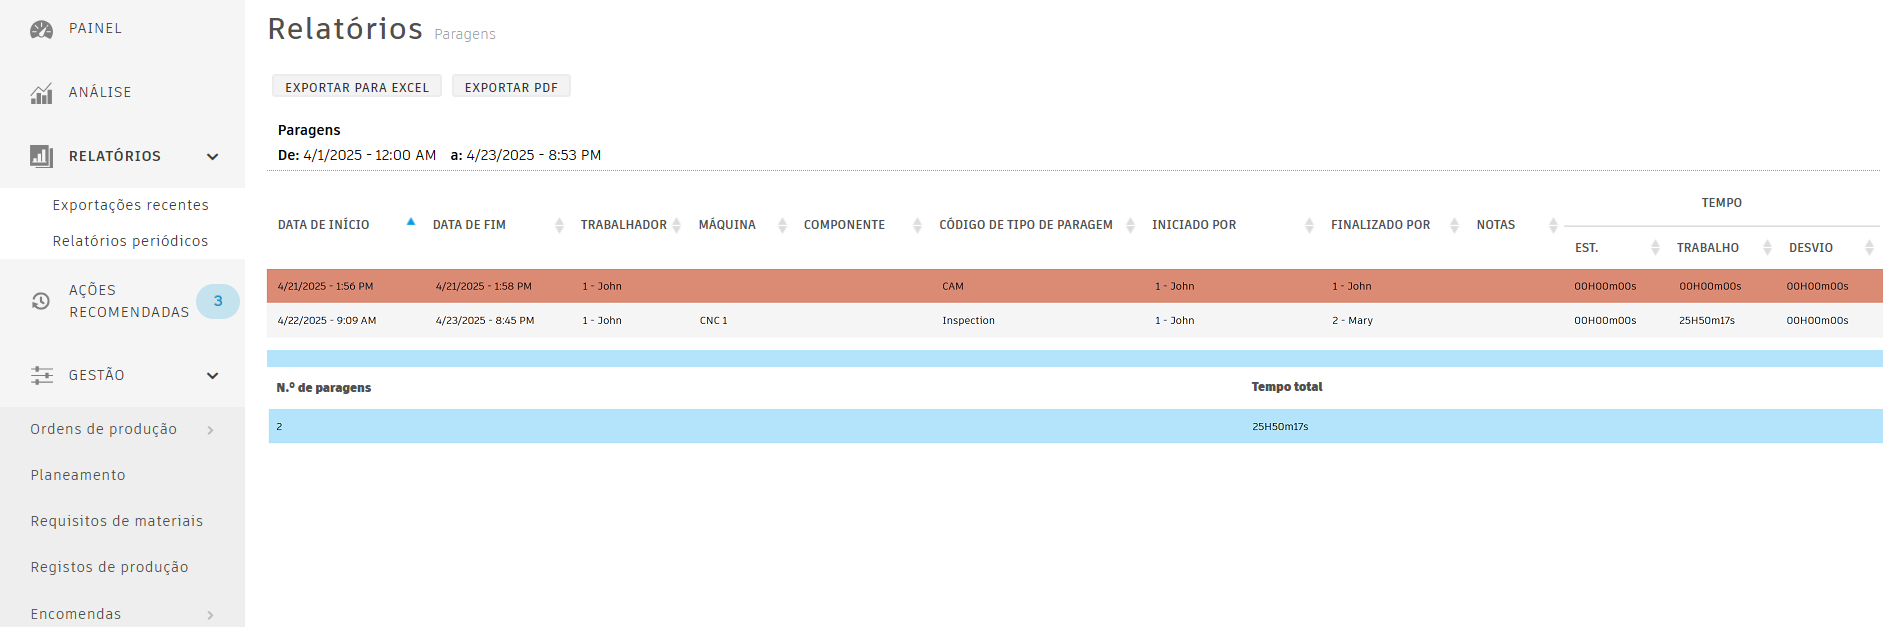 PAINEL
ANÁLISE
RELATÓRIOS
Exportações recentes
Relatórios periódicos
AÇÕES
RECOMENDADAS 3
GESTÃO
Ordens de produção
Planeamento
Requisitos de materiais
Registos de produção
Encomendas
Relatórios Paragens
EXPORTAR PARA EXCEL EXPORTAR PDF
Paragens
De: 4/1/2025 - 12:00 AM a: 4/23/2025 - 8:53 PM
TEMPO
DATA DE INÍCIO DATA DE FIM TRABALHADOR MÁQUINA COMPONENTE CÓDIGO DE TIPO DE PARAGEM INICIADO POR FINALIZADO POR NOTAS
EST. TRABALHO DESVIO
4/21/2025 - 1:56 PM 4/21/2025 - 1:58 PM 1 - John CAM 1 - John 1 - John 00H00m00s 00H00m00s 00H00m00s
4/22/2025 - 9:09 AM 4/23/2025 - 8:45 PM 1 - John CNC 1 Inspection 1 - John 2 - Mary 00H00m00s 25H50m17s 00H00m00s
N.º de paragens Tempo total
2 25H50m17s